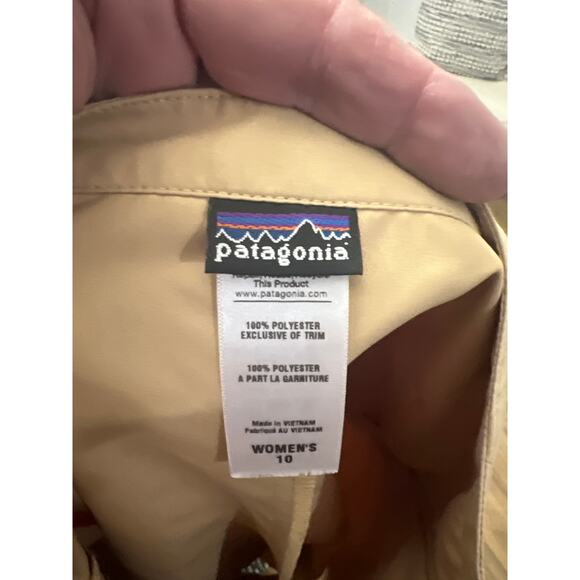 patagonia
This Product
www.patagonia.com
100% POLYESTER
EXCLUSIVE OF TRIM
100% POLYESTER
A PART LA GARNITURE
Made in VIETNAM
Fabriqué AU VIETNAM
WOMEN'S
10